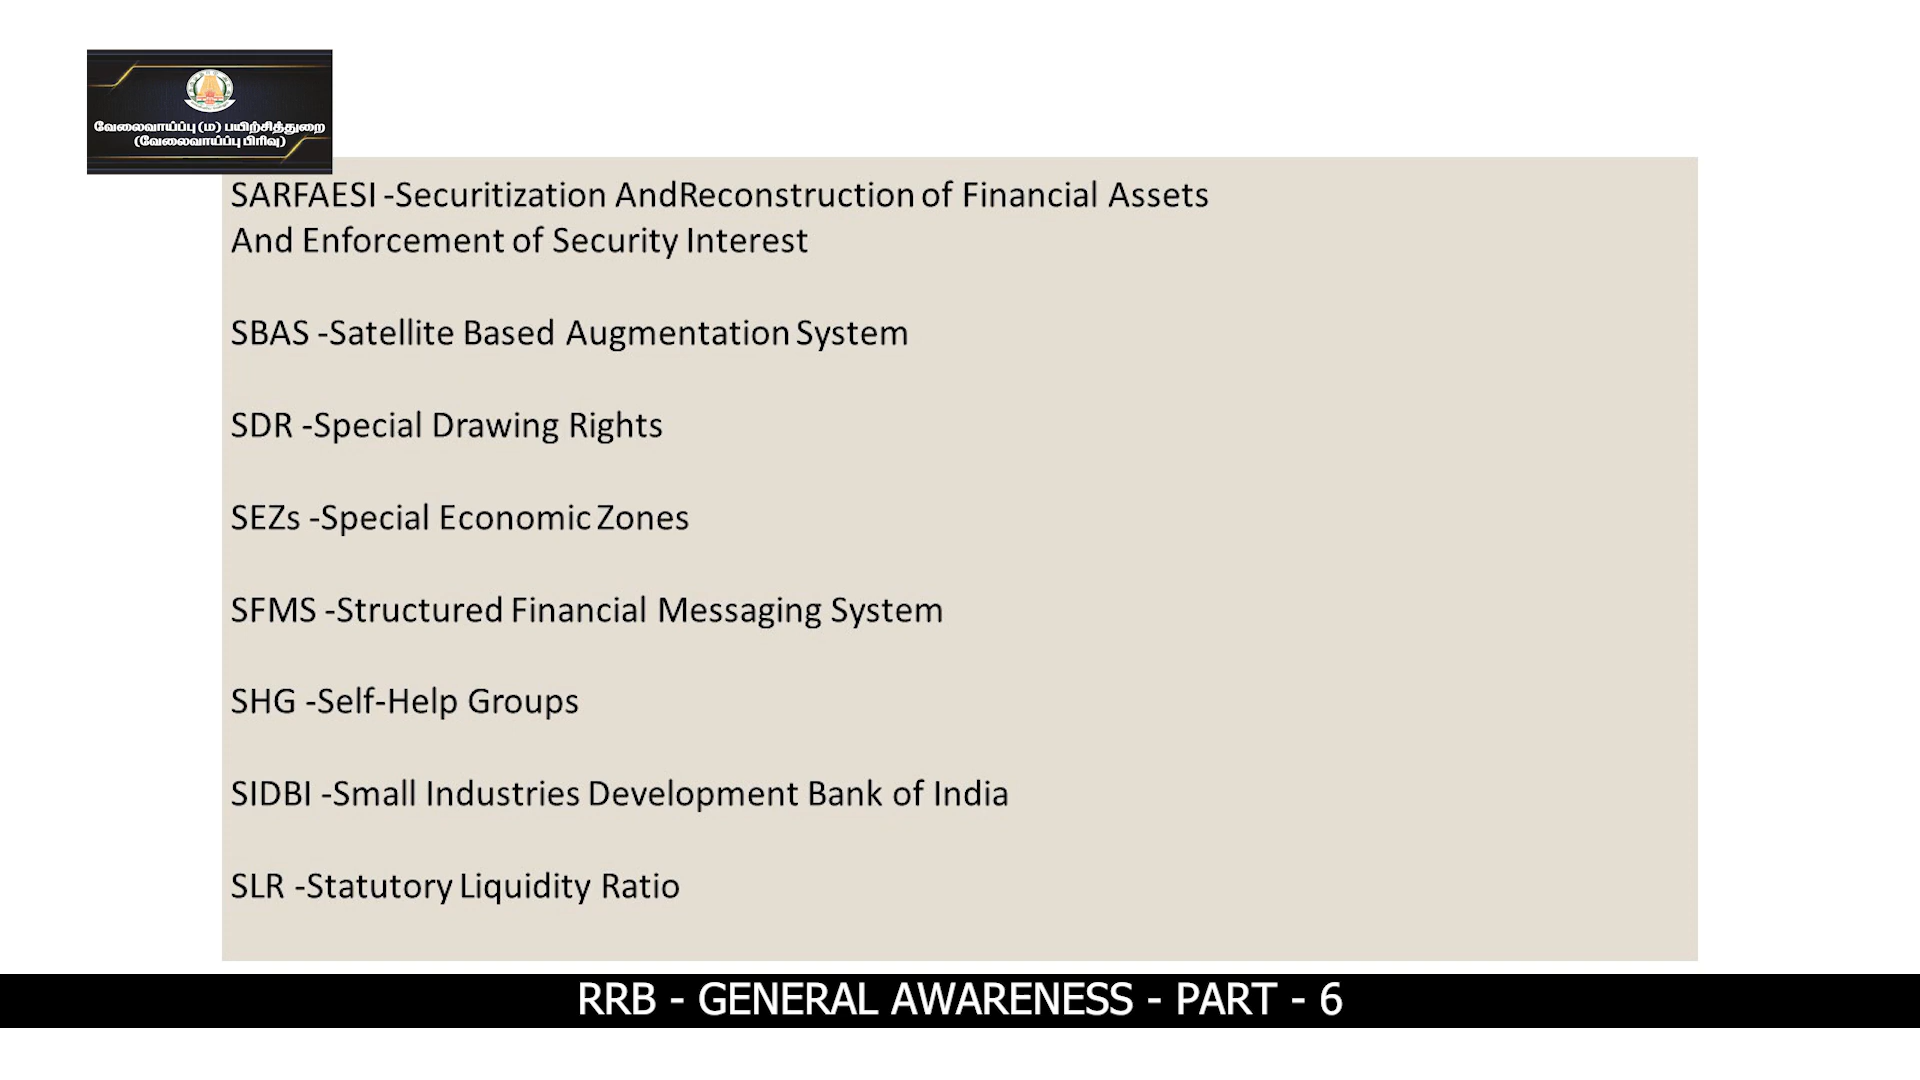 வேலைவாய்ப்பு (ம) பயிற்சித்துறை
(வேலைவாய்ப்பு பிரிவு)
SARFAESI -Securitization AndReconstruction of Financial Assets
And Enforcement of Security Interest
SBAS -Satellite Based Augmentation System
SDR -Special Drawing Rights
SEZs -Special Economic Zones
SFMS -Structured Financial Messaging System
SHG -Self-Help Groups
SIDBI -Small Industries Development Bank of India
SLR -Statutory Liquidity Ratio
RRB - GENERAL AWARENESS - PART - 6